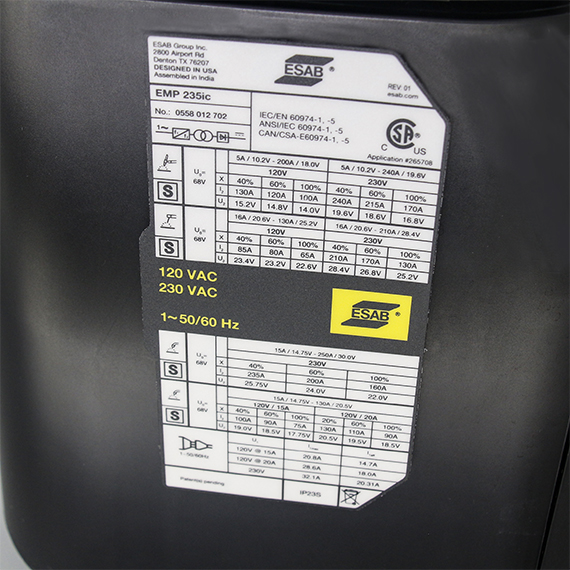 ESAB Group Inc.
2800 Airport Rd
Denton TX 76207
DESIGNED IN USA
Assembled in India
ESAB ®
REV. 01
esab.com
EMP 235ic
No.: 0558 012 702
IEC/EN 60974-1, -5
ANSI/IEC 60974-1, -5
CAN/CSA-E60974-1, -5
C US
Application #265708
1~
5A / 10.2V - 200A / 18.0V 5A / 10.2V - 240A / 19.6V
120V 230V
S U₀= 68V
X 40% 60% 100% 40% 60% 100%
I₂ 130A 120A 100A 240A 215A 170A
U₂ 15.2V 14.8V 14.0V 19.6V 18.6V 16.8V
16A / 20.6V - 130A / 25.2V 16A / 20.6V - 210A / 28.4V
120V 230V
S U₀= 68V
X 40% 60% 100% 40% 60% 100%
I₂ 85A 80A 65A 210A 170A 130A
U₂ 23.4V 23.2V 22.6V 28.4V 26.8V 25.2V
120 VAC
230 VAC
1~ 50/60 Hz
ESAB ®
15A / 14.75V - 250A / 30.0V
230V
S U₀= 68V
X 40% 60% 100%
I₂ 235A 200A 160A
U₂ 25.75V 24.0V 22.0V
15A / 14.75V - 130A / 20.5V
120V / 15A 120V / 20A
S U₀= 68V
X 40% 60% 100% 20% 60% 100%
I₂ 100A 90A 75A 130A 110A 90A
U₂ 19.0V 18.5V 17.75V 20.5V 19.5V 18.5V
1~ 50/60Hz
U₁ I₁max I₁eff
120V @ 15A 20.8A 14.7A
120V @ 20A 28.6A 18.0A
230V 32.1A 20.31A
Patents pending
IP23S